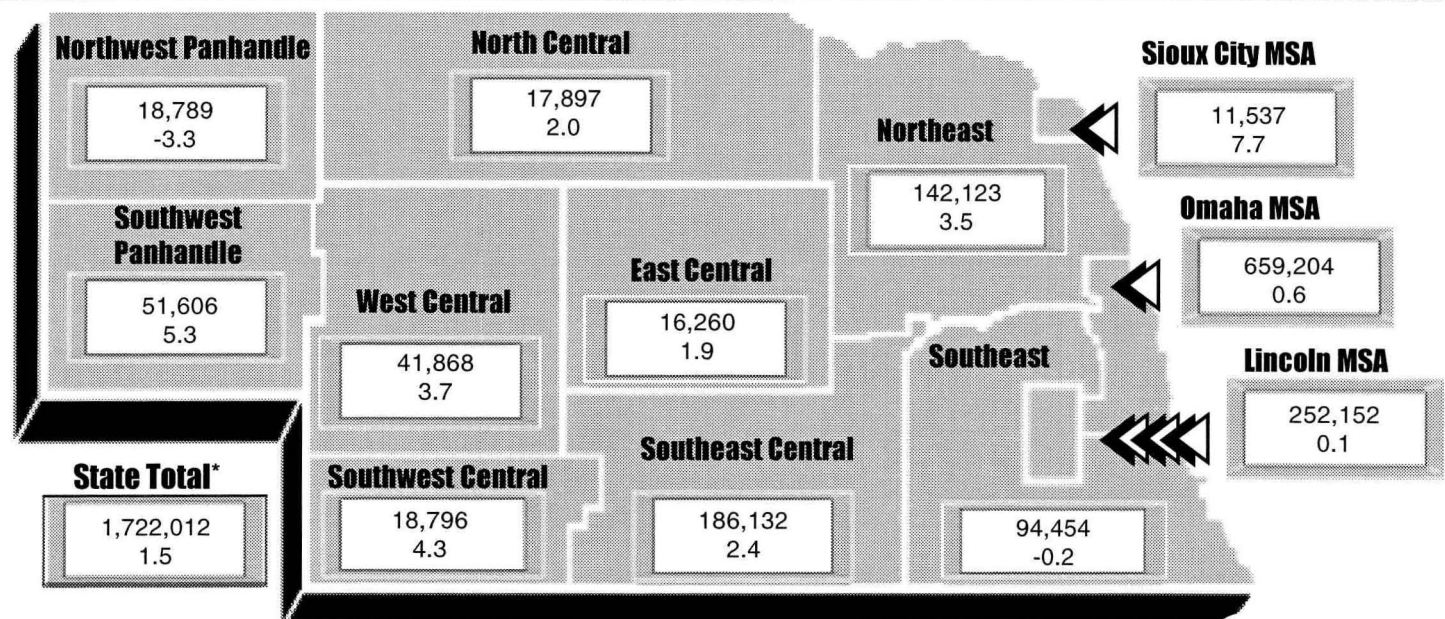 Northwest Panhandle
18,789
-3.3
North Central
17,897
2.0
Sioux City MSA
11,537
7.7
Northeast
142,123
3.5
Southwest
Panhandle
51,606
5.3
Omaha MSA
659,204
0.6
West Central
41,868
3.7
East Central
16,260
1.9
Southeast
94,454
-0.2
Lincoln MSA
252,152
0.1
State Total*
1,722,012
1.5
Southwest Central
18,796
4.3
Southeast Central
186,132
2.4